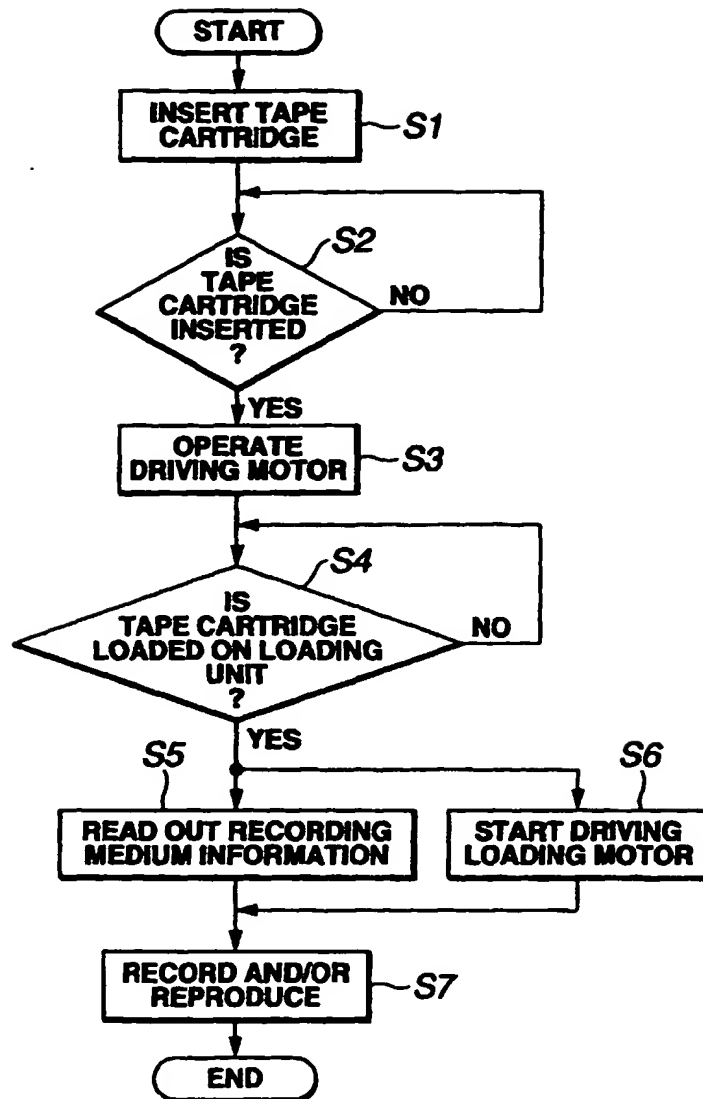 START
INSERT TAPE
CARTRIDGE
S1
S2
IS
TAPE
CARTRIDGE
INSERTED
?
NO
YES
OPERATE
DRIVING MOTOR
S3
S4
IS
TAPE CARTRIDGE
LOADED ON LOADING
UNIT
?
NO
YES
S5
S6
READ OUT RECORDING
MEDIUM INFORMATION
START DRIVING
LOADING MOTOR
RECORD AND/OR
REPRODUCE
S7
END